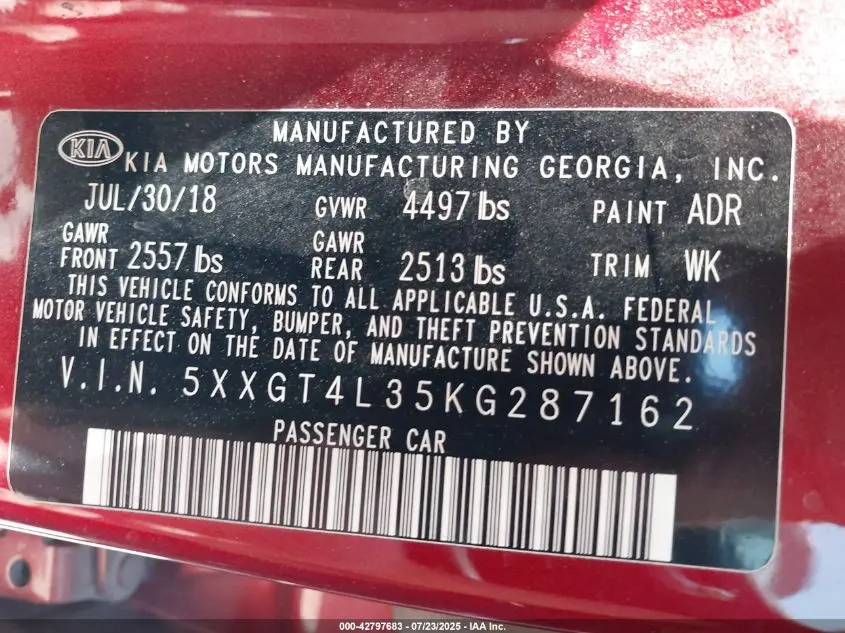 MANUFACTURED BY
KIA KIA MOTORS MANUFACTURING GEORGIA, INC.
JUL/30/18 GVWR 4497 lbs PAINT ADR
GAWR FRONT 2557 lbs GAWR REAR 2513 lbs TRIM WK
THIS VEHICLE CONFORMS TO ALL APPLICABLE U.S.A. FEDERAL
MOTOR VEHICLE SAFETY, BUMPER, AND THEFT PREVENTION STANDARDS
IN EFFECT ON THE DATE OF MANUFACTURE SHOWN ABOVE.
V.I.N. 5XXGT4L35KG287162
PASSENGER CAR
000-42797683 - 07/23/2025 - IAA Inc.